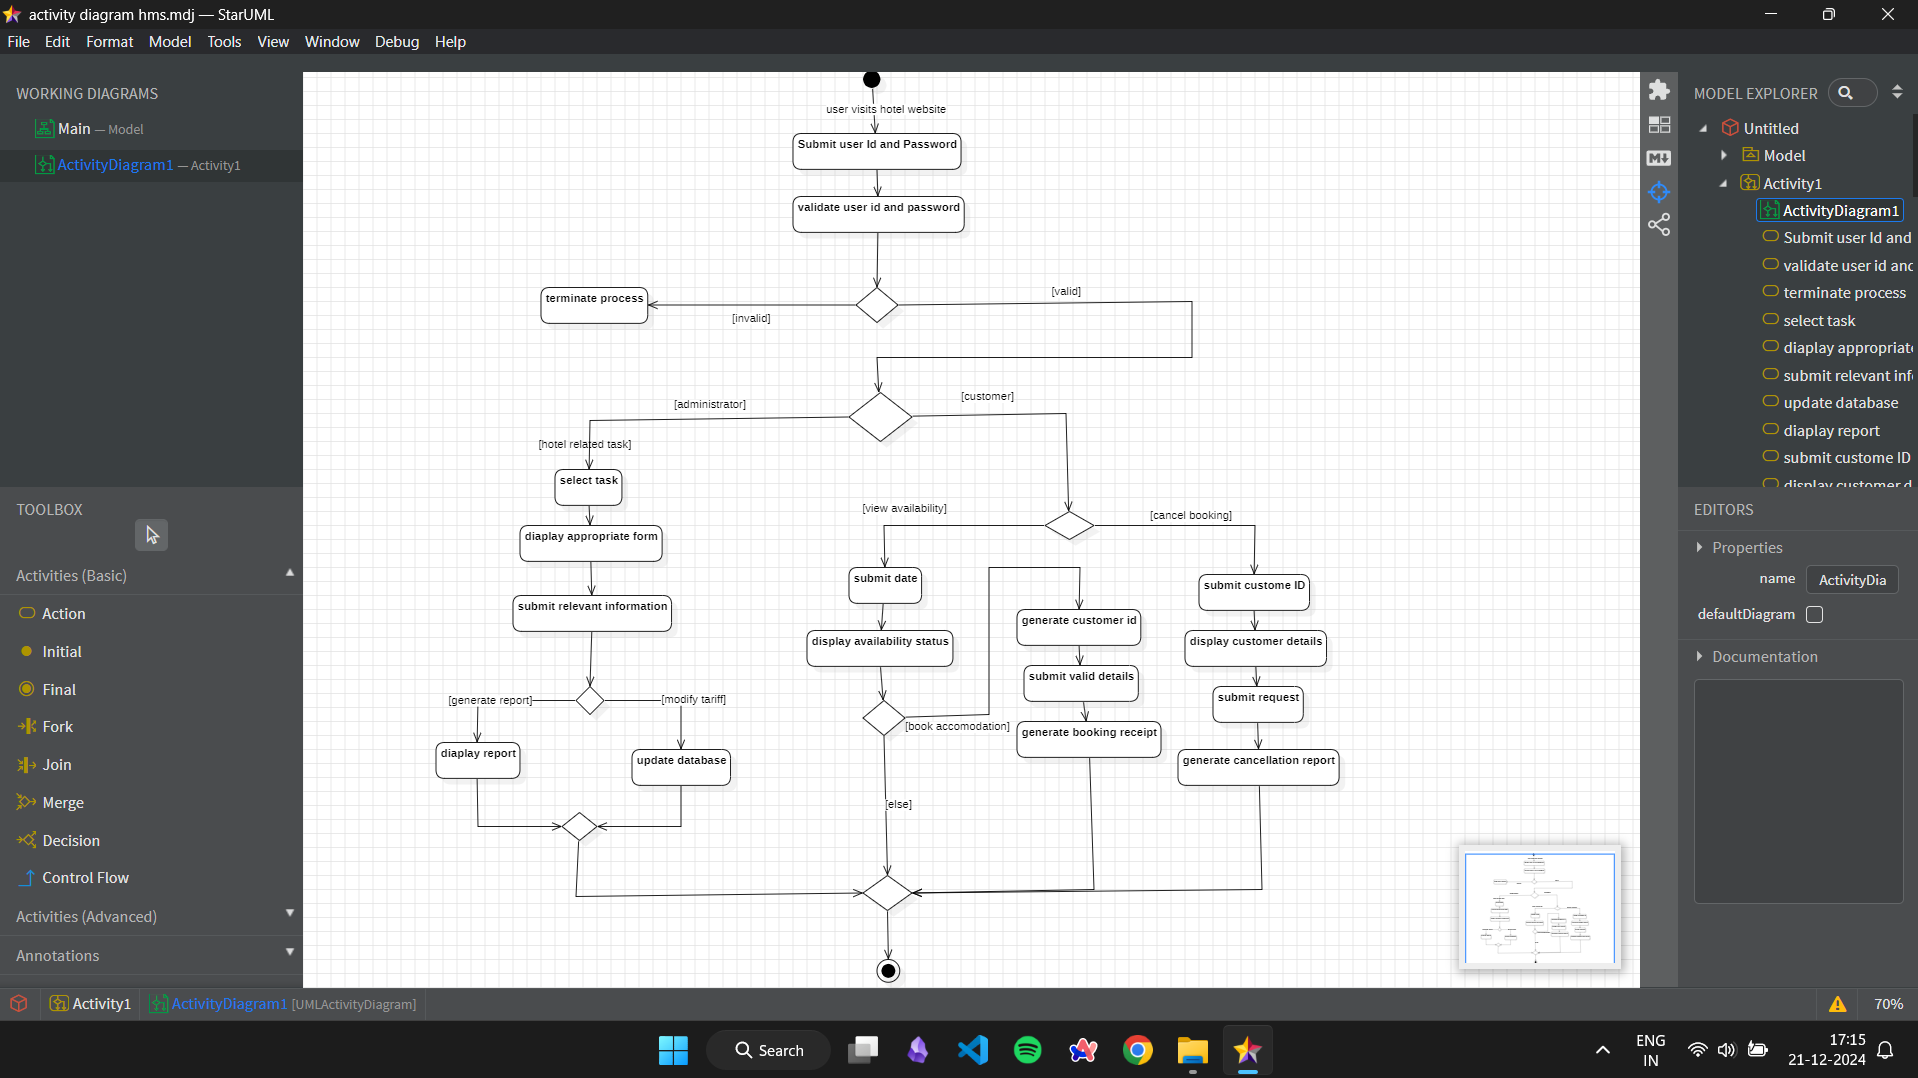 activity diagram hms.mdj — StarUML
File Edit Format Model Tools View Window Debug Help
WORKING DIAGRAMS
Main — Model
ActivityDiagram1 — Activity1
TOOLBOX
Activities (Basic)
Action
Initial
Final
Fork
Join
Merge
Decision
Control Flow
Activities (Advanced)
Annotations
user visits hotel website
Submit user Id and Password
validate user id and password
terminate process
[invalid]
[valid]
[administrator]
[customer]
[hotel related task]
select task
diaplay appropriate form
submit relevant information
[generate report]
[modify tariff]
diaplay report
update database
[view availability]
[cancel booking]
submit date
display availability status
[book accomodation]
[else]
generate customer id
submit valid details
generate booking receipt
submit custome ID
display customer details
submit request
generate cancellation report
M
MODEL EXPLORER
Untitled
Model
Activity1
ActivityDiagram1
Submit user Id and
validate user id and
terminate process
select task
diaplay appropriate
submit relevant inf
update database
diaplay report
submit custome ID
display customer d
EDITORS
Properties
name ActivityDia
defaultDiagram
Documentation
Activity1 ActivityDiagram1 [UMLActivityDiagram]
70%
Search
ENG
IN
17:15
21-12-2024